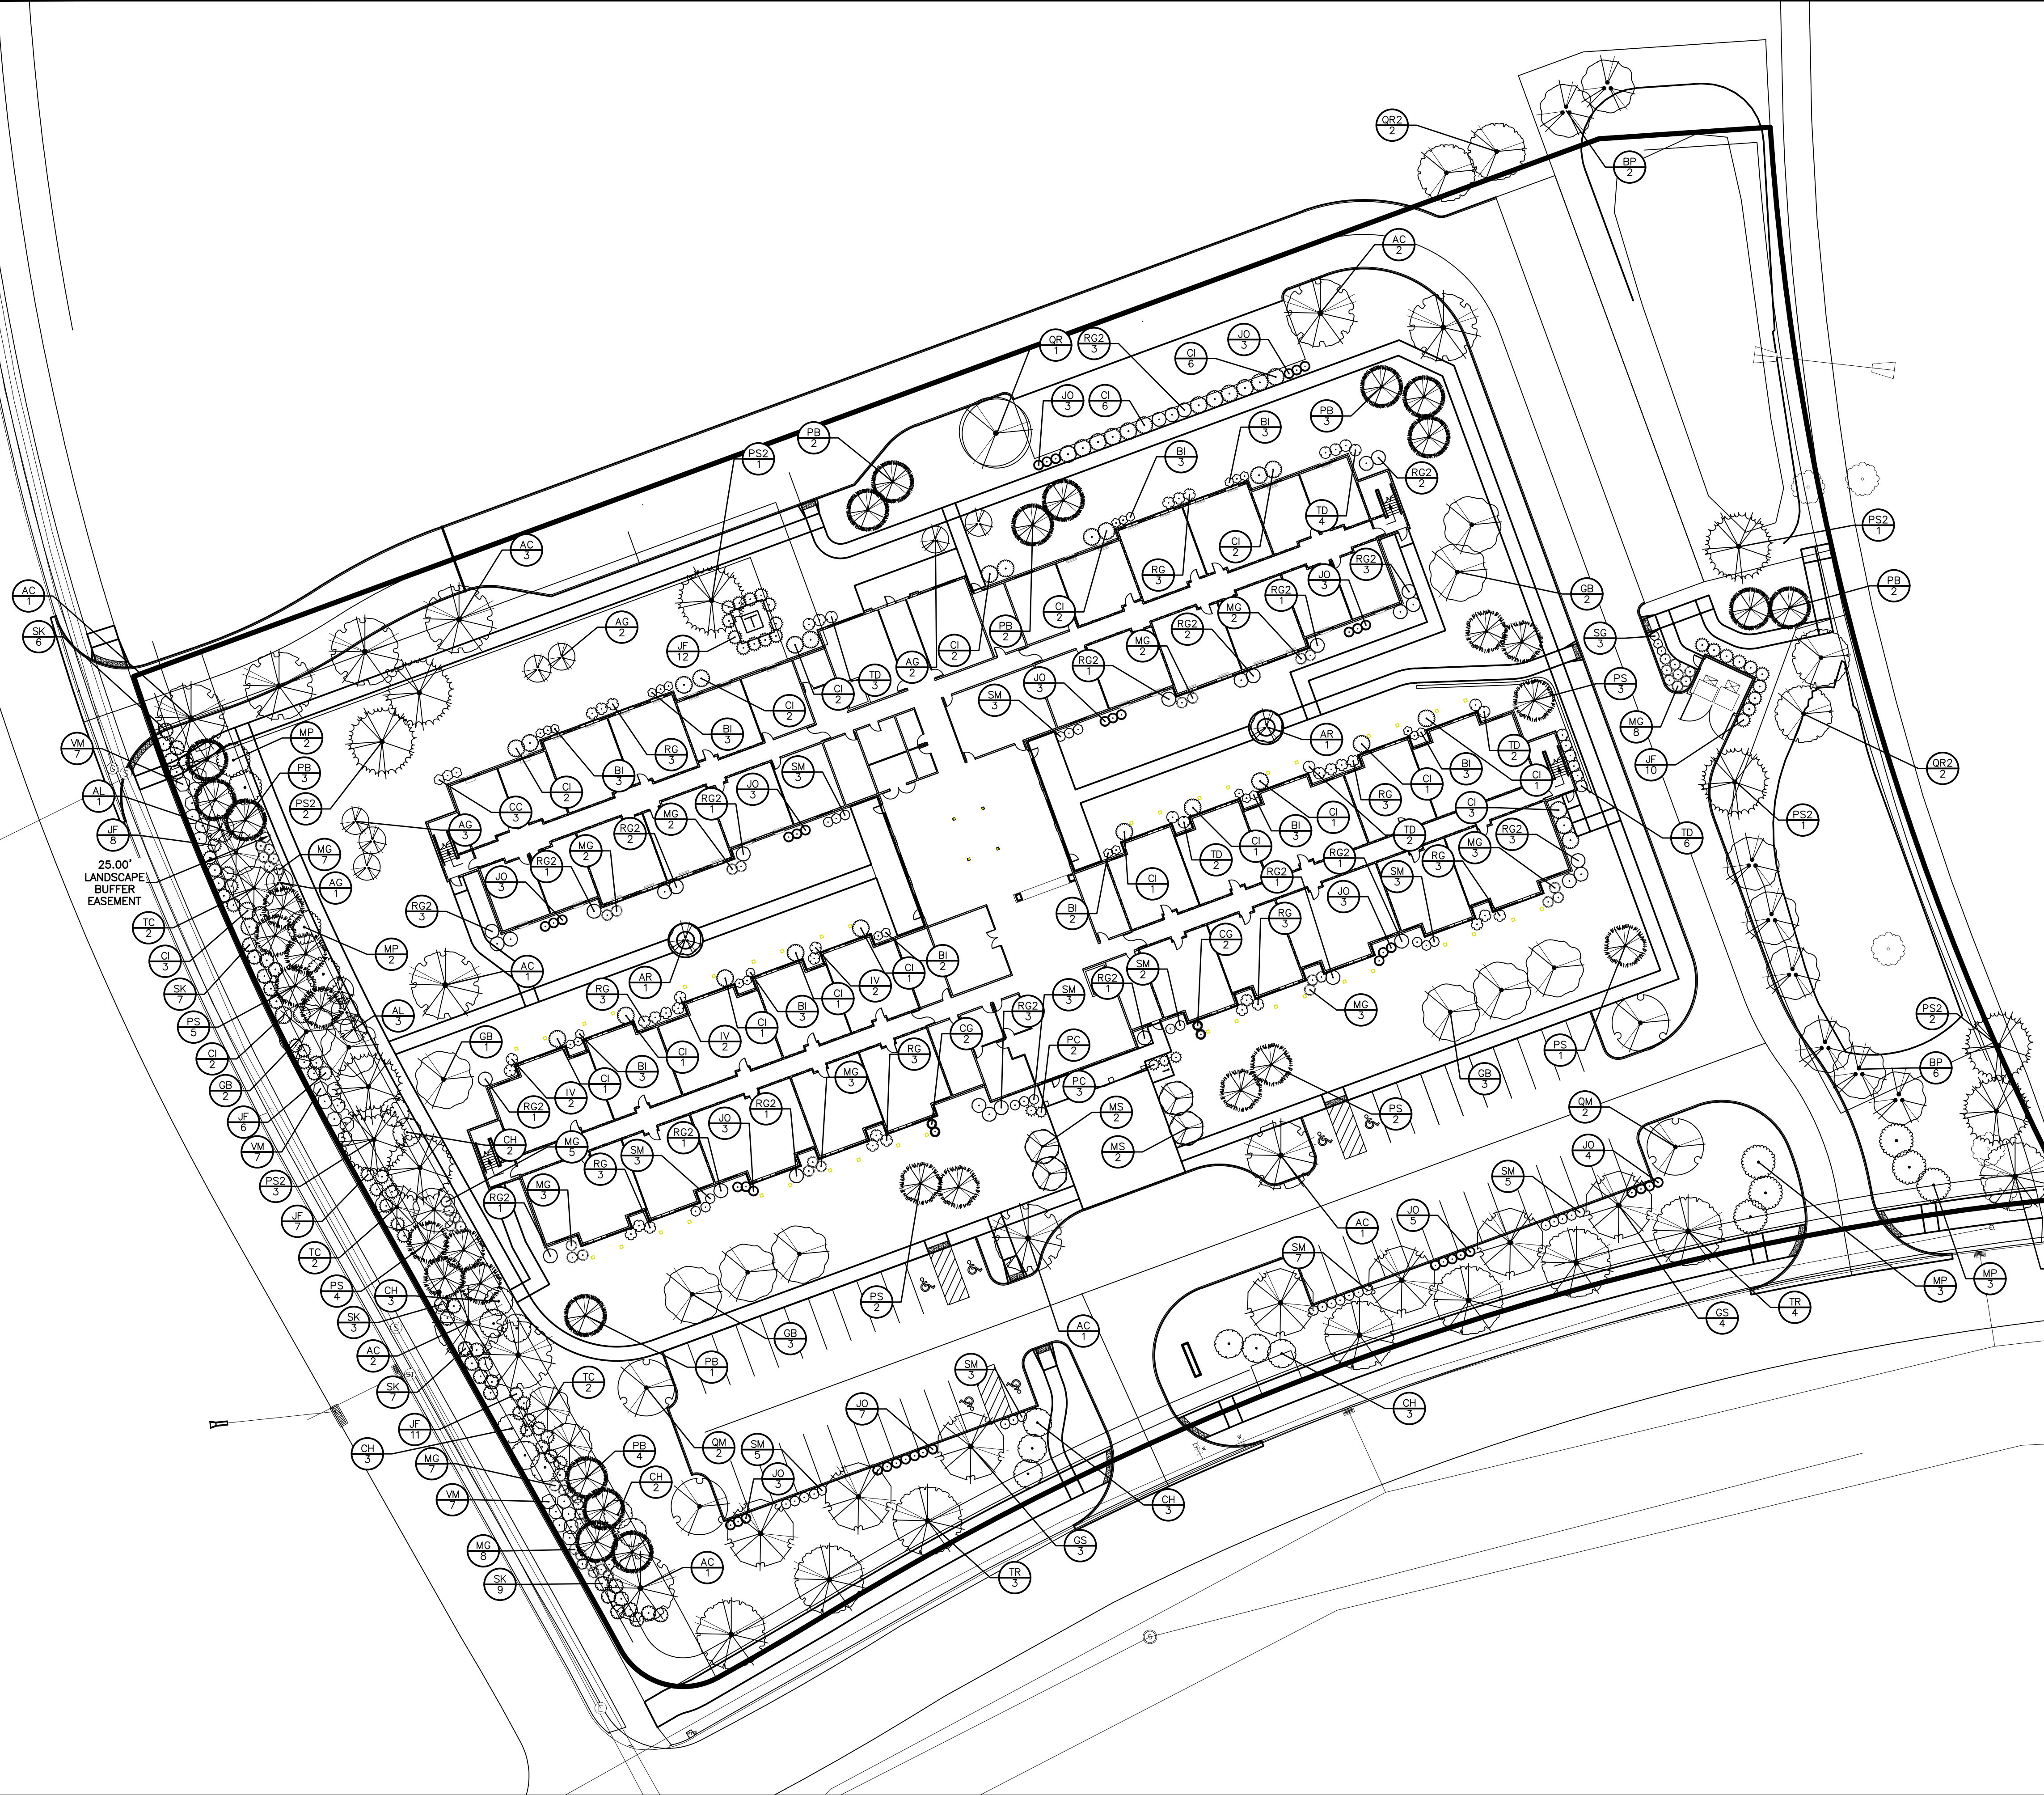 QR2
2
BP
2
AC
2
QR
1
RG2
3
JO
3
CI
6
JO
3
CI
6
PB
3
BI
3
PB
2
PS2
1
BI
3
RG2
2
TD
4
PS2
1
AC
3
CI
2
RG
3
JO
3
RG2
3
PB
2
AC
1
GB
2
SK
6
AG
2
CI
2
PB
2
CI
2
MG
2
RG2
1
RG2
2
SG
3
JF
12
AG
2
MG
2
TD
3
RG2
1
PS
3
CI
2
JO
3
SM
3
CI
2
MG
8
MP
2
VM
7
BI
3
RG
3
AR
1
PB
3
SM
3
JF
10
QR2
2
CI
2
BI
3
BI
3
CI
1
CI
1
TD
2
AL
1
PS2
2
JO
3
RG2
1
CC
3
RG
3
CI
3
PS2
1
JF
8
AG
3
MG
2
RG2
2
CI
1
BI
3
TD
2
RG2
3
TD
6
25.00'
LANDSCAPE
BUFFER
EASEMENT
MG
7
MG
2
CI
1
TD
2
RG2
1
RG
3
MG
3
AG
1
RG2
1
JO
3
CI
1
RG2
1
SM
3
JO
3
RG2
3
BI
2
TC
2
MP
2
RG
3
CG
2
CI
3
AC
1
BI
2
SK
7
AR
1
CI
1
RG2
1
SM
2
RG
3
IV
2
CI
1
SM
3
MG
3
PS
5
AL
3
BI
3
RG2
3
PS2
2
CI
1
IV
2
CG
2
PC
2
GB
1
CI
1
RG
3
PS
1
CI
2
BI
3
MG
3
GB
3
BP
6
GB
2
CI
1
PC
3
IV
2
RG2
1
RG2
1
JO
3
MS
2
PS
2
QM
2
JF
6
CH
2
MG
5
RG2
1
VM
7
SM
3
MS
2
JO
4
RG
3
SM
5
PS2
3
MG
3
RG2
1
JF
7
JO
5
AC
1
TC
2
SM
7
MP
3
MP
3
PS
4
CH
3
PS
2
TR
4
SK
3
GB
3
GS
4
AC
2
PB
1
AC
1
SK
7
TC
2
SM
3
JF
11
JO
7
CH
3
CH
3
QM
2
SM
5
PB
4
MG
7
JO
3
CH
2
VM
7
CH
3
MG
8
GS
3
AC
1
SK
9
TR
3
S
E